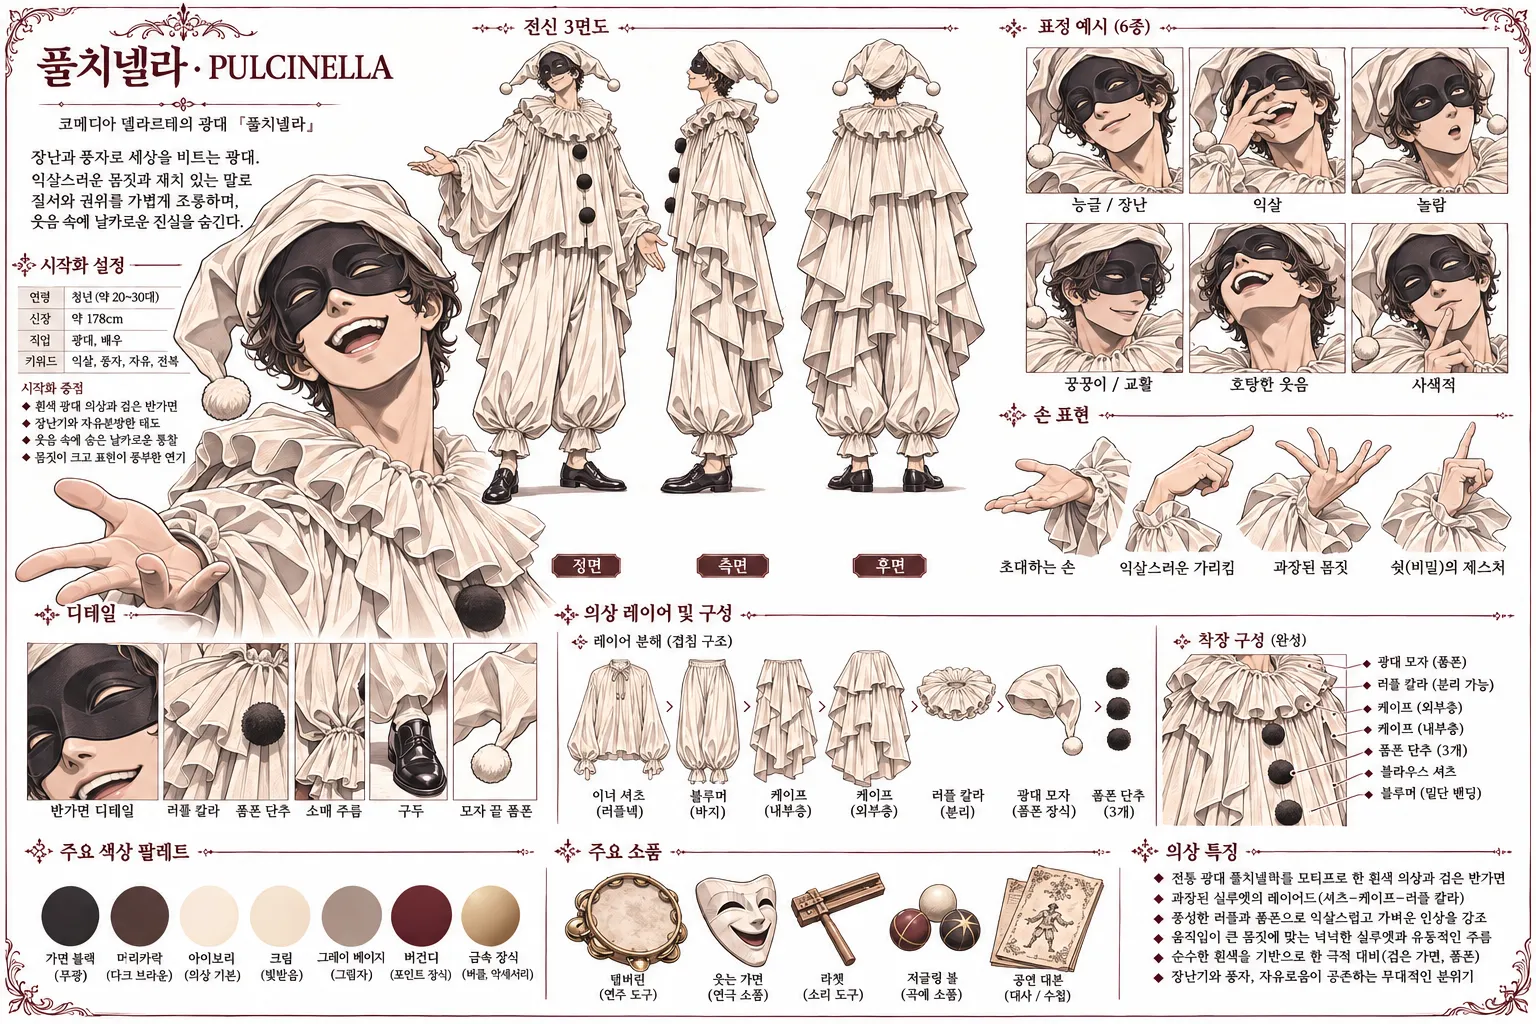 풀치넬라 · PULCINELLA
코메디아 델라르테의 광대 『풀치넬라』
장난과 풍자로 세상을 비트는 광대.
익살스러운 몸짓과 재치 있는 말로
질서와 권위를 가볍게 조롱하며,
웃음 속에 날카로운 진실을 숨긴다.
시작화 설정
연령 청년 (약 20~30대)
신장 약 178cm
직업 광대, 배우
키워드 익살, 풍자, 자유, 전복
시작화 중점
◆ 흰색 광대 의상과 검은 반가면
◆ 장난기와 자유분방한 태도
◆ 웃음 속에 숨은 날카로운 통찰
◆ 몸짓이 크고 표현이 풍부한 연기
전신 3면도
정면
측면
후면
표정 예시 (6종)
능글 / 장난
익살
놀람
꿍꿍이 / 교활
호탕한 웃음
사색적
손 표현
초대하는 손
익살스러운 가리킴
과장된 몸짓
쉿(비밀)의 제스처
디테일
반가면 디테일
러플 칼라
폼폰 단추
소매 주름
구두
모자 끝 폼폰
의상 레이어 및 구성
레이어 분해 (겹침 구조)
이너 셔츠
(러플넥)
블루머
(바지)
케이프
(내부층)
케이프
(외부층)
러플 칼라
(분리)
광대 모자
(폼폰 장식)
폼폰 단추
(3개)
착장 구성 (완성)
광대 모자 (폼폰)
러플 칼라 (분리 가능)
케이프 (외부층)
케이프 (내부층)
폼폰 단추 (3개)
블라우스 셔츠
블루머 (밑단 밴딩)
주요 색상 팔레트
가면 블랙
(무광)
머리카락
(다크 브라운)
아이보리
(의상 기본)
크림
(빛받음)
그레이 베이지
(그림자)
버건디
(포인트 장식)
금속 장식
(버클, 악세서리)
주요 소품
탬버린
(연주 도구)
웃는 가면
(연극 소품)
라쳇
(소리 도구)
저글링 볼
(곡예 소품)
공연 대본
(대사 / 수첩)
의상 특징
◆ 전통 광대 풀치넬라를 모티프로 한 흰색 의상과 검은 반가면
◆ 과장된 실루엣의 레이어드(셔츠–케이프–러플 칼라)
◆ 풍성한 러플과 폼폰으로 익살스럽고 가벼운 인상을 강조
◆ 움직임이 큰 몸짓에 맞는 넉넉한 실루엣과 유동적인 주름
◆ 순수한 흰색을 기반으로 한 극적 대비(검은 가면, 폼폰)
◆ 장난기와 풍자, 자유로움이 공존하는 무대적인 분위기